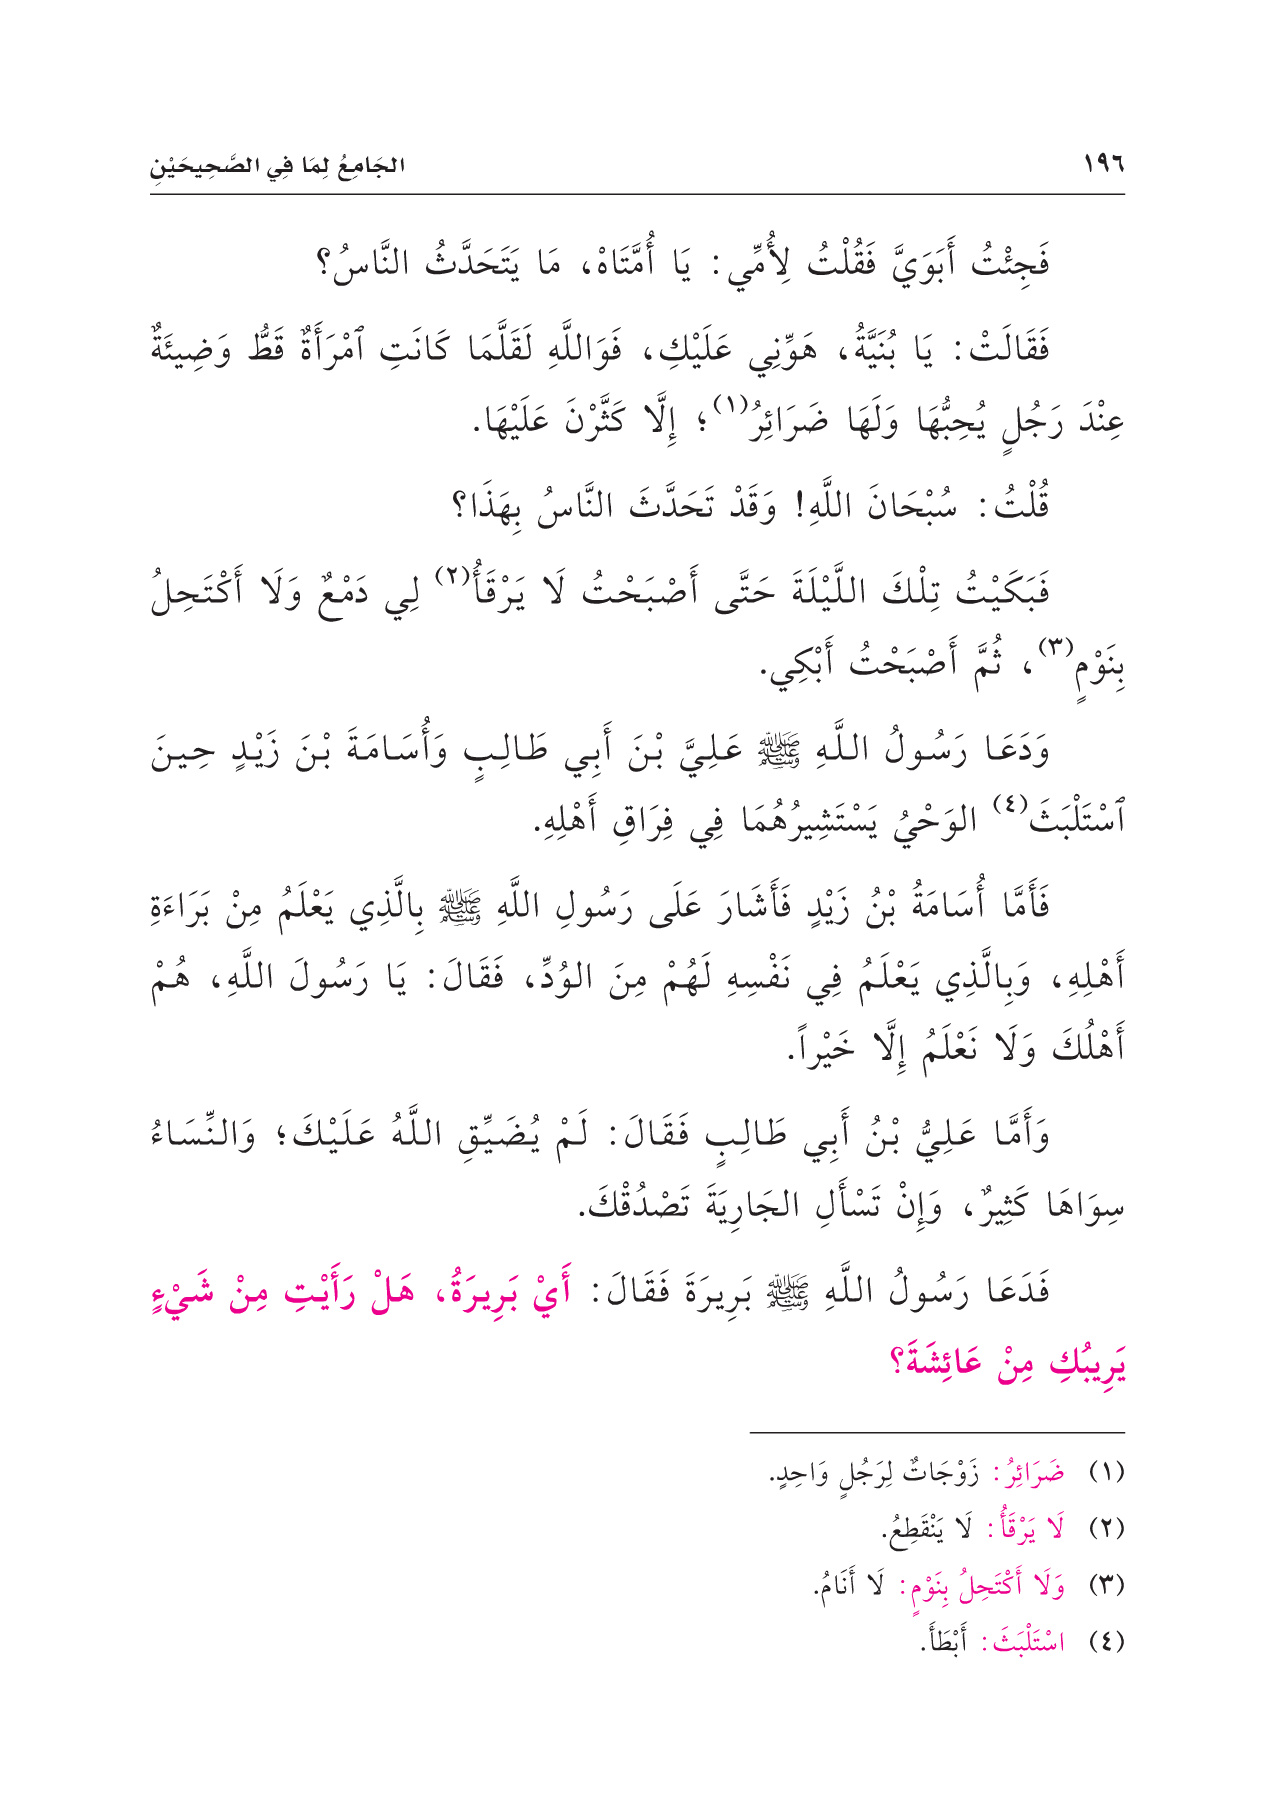 ١٩٦
الجَامِعُ لِمَا فِي الصَّحِيحَيْنِ
فَجِئْتُ أَبَوَيَّ فَقُلْتُ لِأُمِّي: يَا أُمَّتَاهْ، مَا يَتَحَدَّثُ النَّاسُ؟
فَقَالَتْ: يَا بُنَيَّةُ، هَوِّنِي عَلَيْكِ، فَوَاللَّهِ لَقَلَّمَا كَانَتِ ٱمْرَأَةٌ قَطُّ وَضِيئَةٌ
عِنْدَ رَجُلٍ يُحِبُّهَا وَلَهَا ضَرَائِرُ(١)؛ إِلَّا كَثَّرْنَ عَلَيْهَا.
قُلْتُ: سُبْحَانَ اللَّهِ! وَقَدْ تَحَدَّثَ النَّاسُ بِهَذَا؟
فَبَكَيْتُ تِلْكَ اللَّيْلَةَ حَتَّى أَصْبَحْتُ لَا يَرْقَأُ(٢) لِي دَمْعٌ وَلَا أَكْتَحِلُ
بِنَوْمٍ(٣)، ثُمَّ أَصْبَحْتُ أَبْكِي.
وَدَعَا رَسُولُ اللَّهِ ﷺ عَلِيَّ بْنَ أَبِي طَالِبٍ وَأُسَامَةَ بْنَ زَيْدٍ حِينَ
ٱسْتَلْبَثَ(٤) الوَحْيُ يَسْتَشِيرُهُمَا فِي فِرَاقِ أَهْلِهِ.
فَأَمَّا أُسَامَةُ بْنُ زَيْدٍ فَأَشَارَ عَلَى رَسُولِ اللَّهِ ﷺ بِالَّذِي يَعْلَمُ مِنْ بَرَاءَةِ
أَهْلِهِ، وَبِالَّذِي يَعْلَمُ فِي نَفْسِهِ لَهُمْ مِنَ الوُدِّ، فَقَالَ: يَا رَسُولَ اللَّهِ، هُمْ
أَهْلُكَ وَلَا نَعْلَمُ إِلَّا خَيْراً.
وَأَمَّا عَلِيُّ بْنُ أَبِي طَالِبٍ فَقَالَ: لَمْ يُضَيِّقِ اللَّهُ عَلَيْكَ؛ وَالنِّسَاءُ
سِوَاهَا كَثِيرٌ، وَإِنْ تَسْأَلِ الجَارِيَةَ تَصْدُقْكَ.
فَدَعَا رَسُولُ اللَّهِ ﷺ بَرِيرَةَ فَقَالَ: أَيْ بَرِيرَةُ، هَلْ رَأَيْتِ مِنْ شَيْءٍ
يَرِيبُكِ مِنْ عَائِشَةَ؟
(١) ضَرَائِرُ: زَوْجَاتٌ لِرَجُلٍ وَاحِدٍ.
(٢) لَا يَرْقَأُ: لَا يَنْقَطِعُ.
(٣) وَلَا أَكْتَحِلُ بِنَوْمٍ: لَا أَنَامُ.
(٤) اسْتَلْبَثَ: أَبْطَأَ.